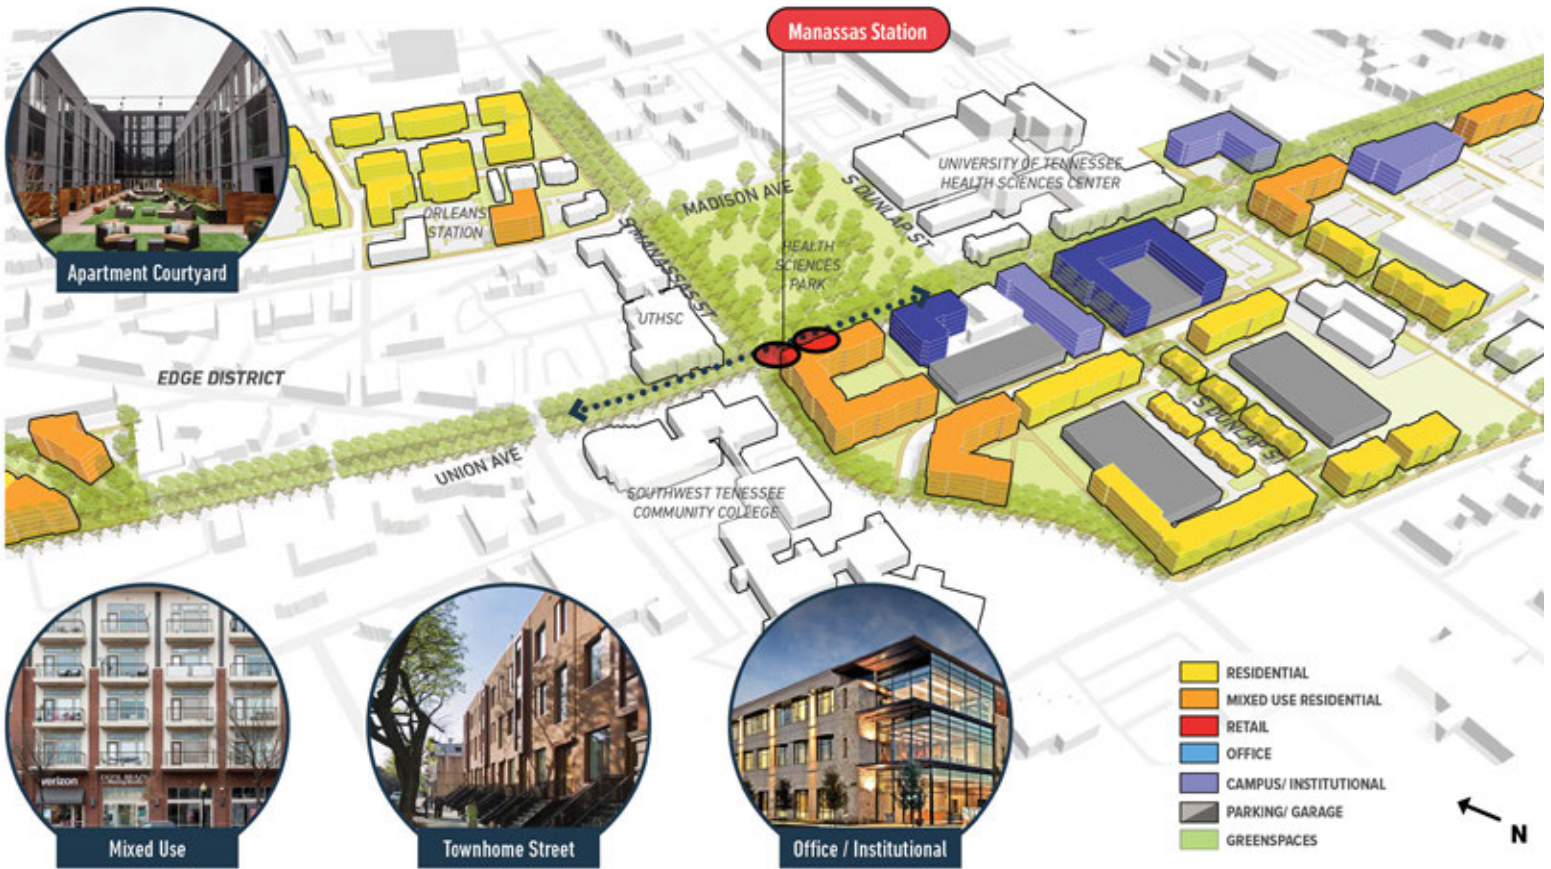 Manassas Station
Apartment Courtyard
ORLEANS
STATION
MADISON AVE
S DUNLAP ST
UNIVERSITY OF TENNESSEE
HEALTH SCIENCES CENTER
S MANASSAS ST
HEALTH
SCIENCES
PARK
UTHSC
EDGE DISTRICT
UNION AVE
S DUNLAP ST
SOUTHWEST TENESSEE
COMMUNITY COLLEGE
verizon
Mixed Use
Townhome Street
Office / Institutional
RESIDENTIAL
MIXED USE RESIDENTIAL
RETAIL
OFFICE
CAMPUS/ INSTITUTIONAL
PARKING/ GARAGE
GREENSPACES
N